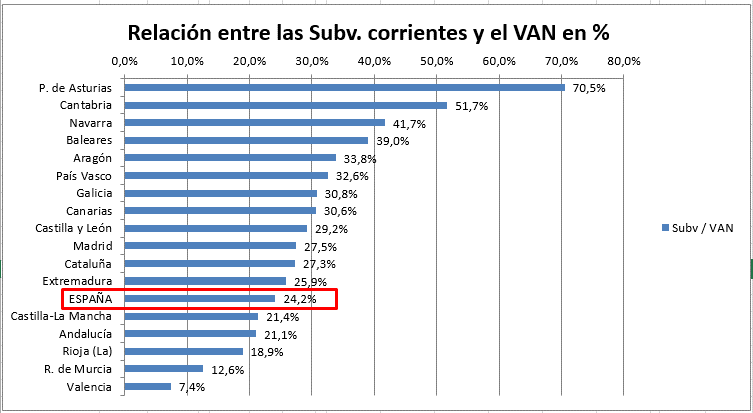 Relación entre las Subv. corrientes y el VAN en %
0,0% 10,0% 20,0% 30,0% 40,0% 50,0% 60,0% 70,0% 80,0%
P. de Asturias 70,5%
Cantabria 51,7%
Navarra 41,7%
Baleares 39,0%
Aragón 33,8%
País Vasco 32,6%
Galicia 30,8%
Canarias 30,6%
Castilla y León 29,2%
Subv / VAN
Madrid 27,5%
Cataluña 27,3%
Extremadura 25,9%
ESPAÑA 24,2%
Castilla-La Mancha 21,4%
Andalucía 21,1%
Rioja (La) 18,9%
R. de Murcia 12,6%
Valencia 7,4%